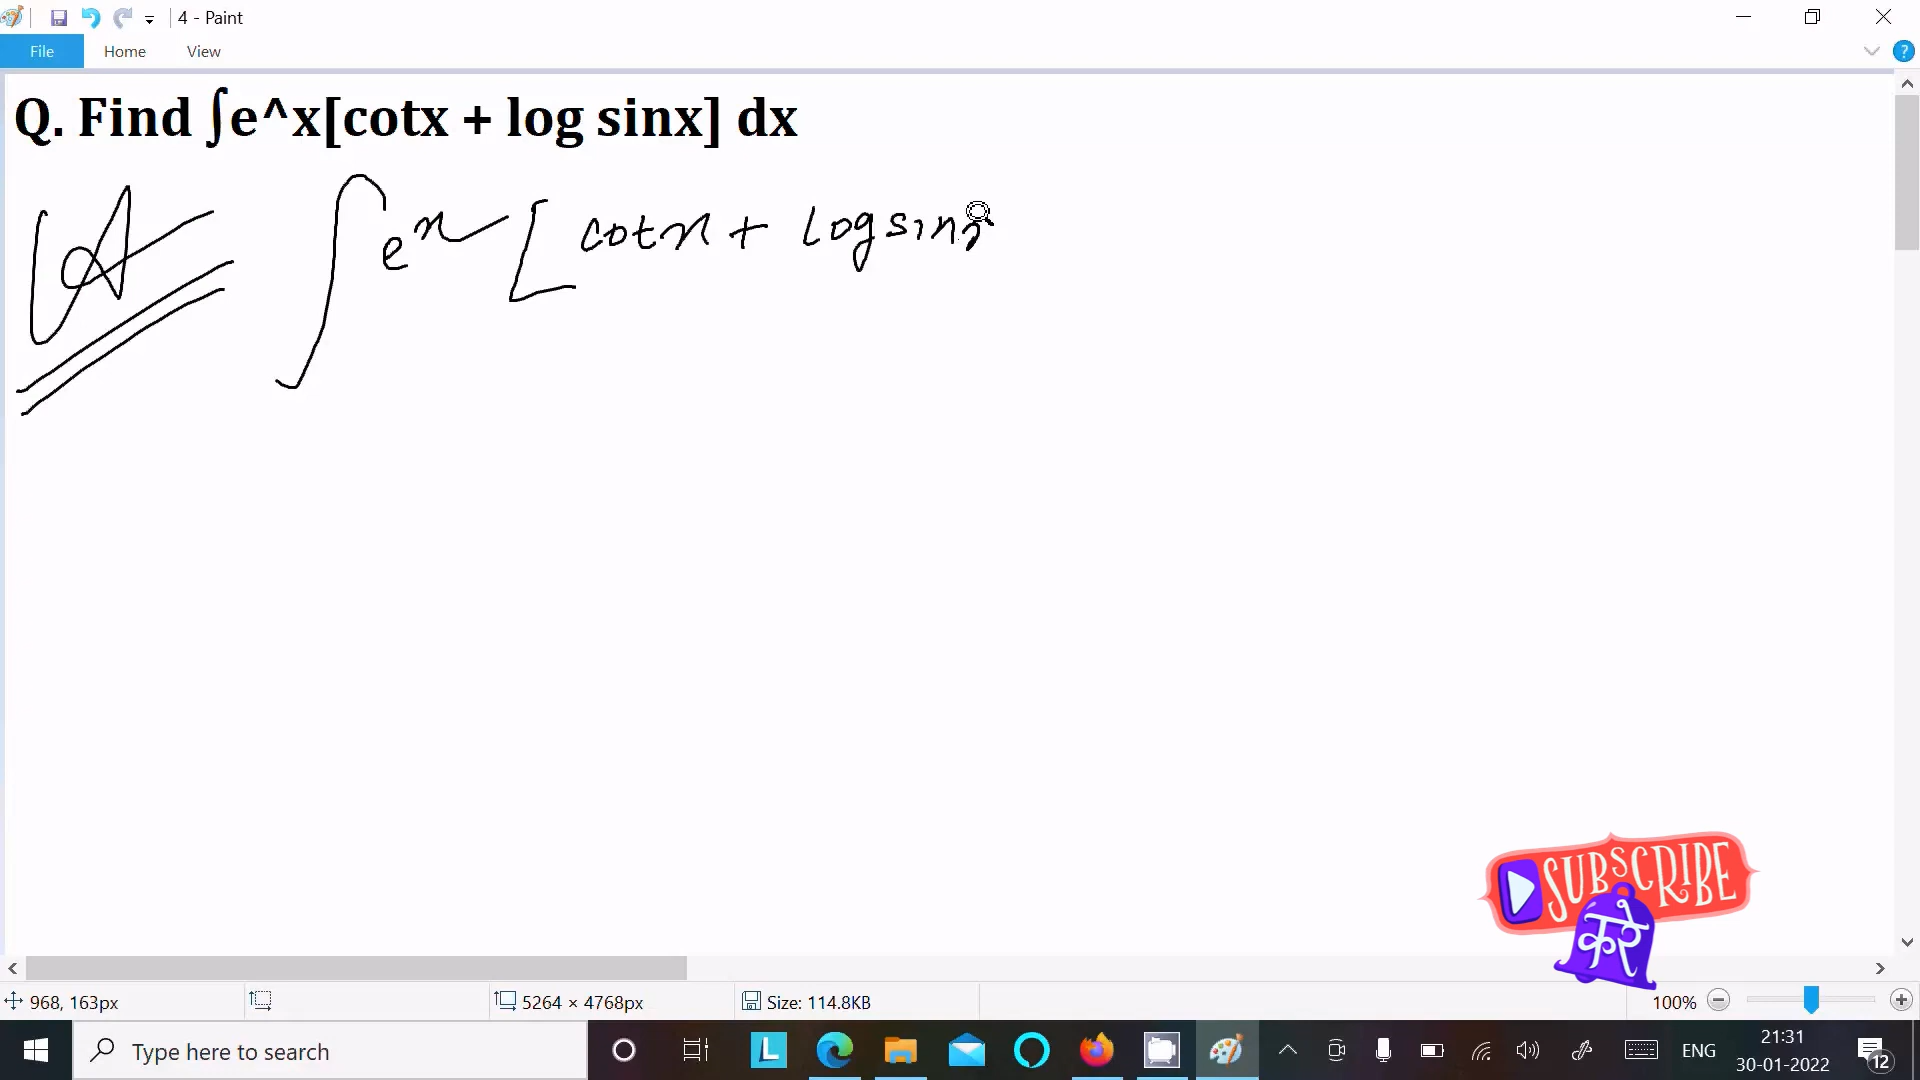 4 - Paint
File Home View
Q. Find ∫e^x[cotx + log sinx] dx
A ∫e^x [cotx + logsinx
SUBSCRIBE
करे
968, 163px 5264 × 4768px Size: 114.8KB 100%
Type here to search L ENG 21:31
30-01-2022 12